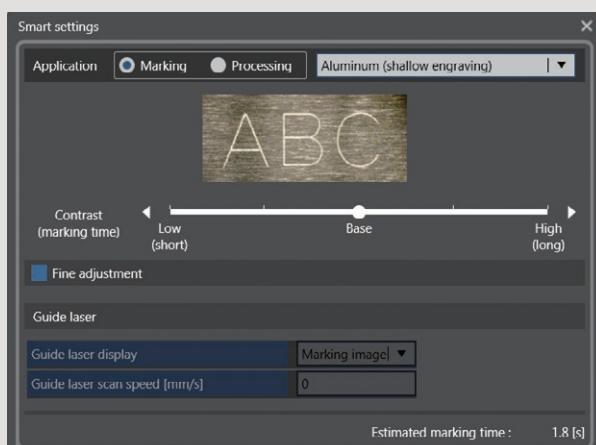 Smart settings
Application Marking Processing Aluminum (shallow engraving)
ABC
Contrast (marking time) Low (short) Base High (long)
Fine adjustment
Guide laser
Guide laser display Marking image
Guide laser scan speed [mm/s] 0
Estimated marking time : 1.8 [s]